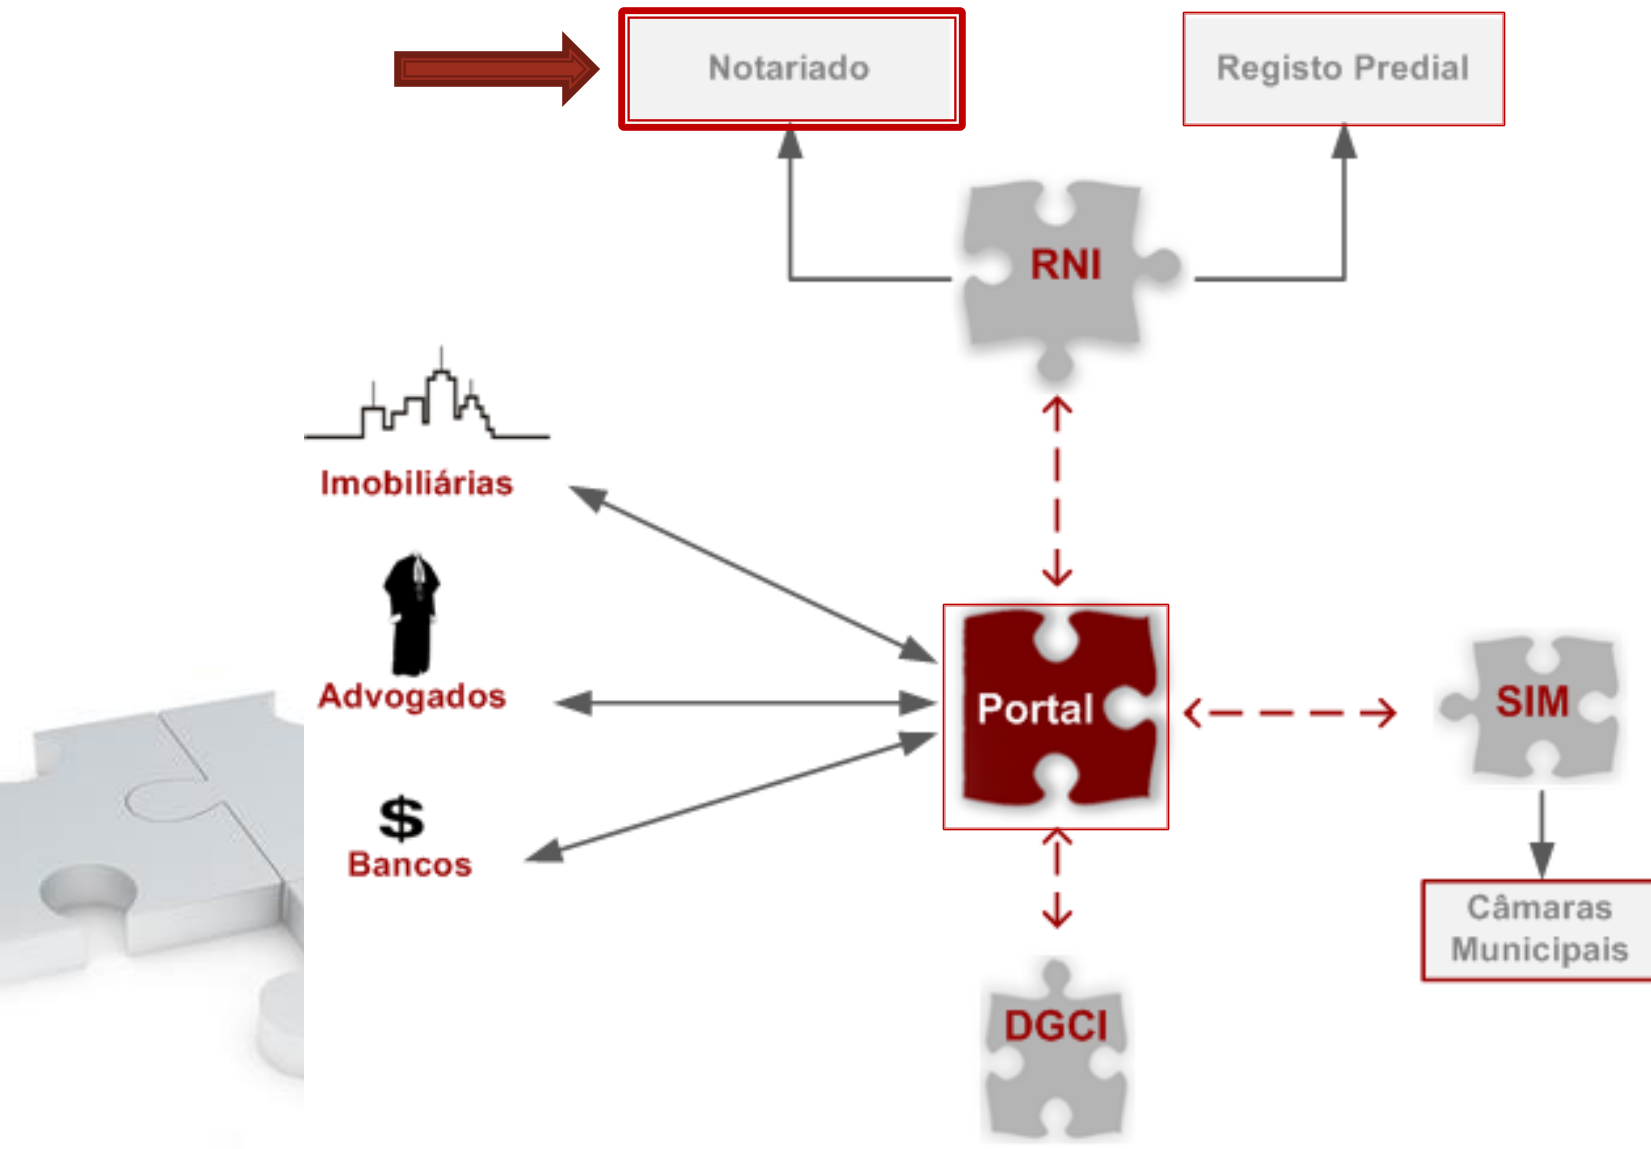 Notariado
Registo Predial
RNI
Imobiliárias
Advogados
Portal
SIM
$
Bancos
Câmaras
Municipais
DGCI